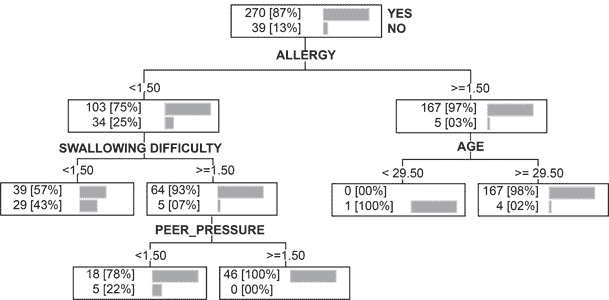 270 [87%] YES
39 [13%] NO
ALLERGY
<1,50 >=1.50
103 [75%] 167 [97%]
34 [25%] 5 [03%]
SWALLOWING DIFFICULTY AGE
<1,50 >=1.50 < 29.50 >= 29.50
39 [57%] 64 [93%] 0 [00%] 167 [98%]
29 [43%] 5 [07%] 1 [100%] 4 [02%]
PEER_PRESSURE
<1.50 >=1.50
18 [78%] 46 [100%]
5 [22%] 0 [00%]